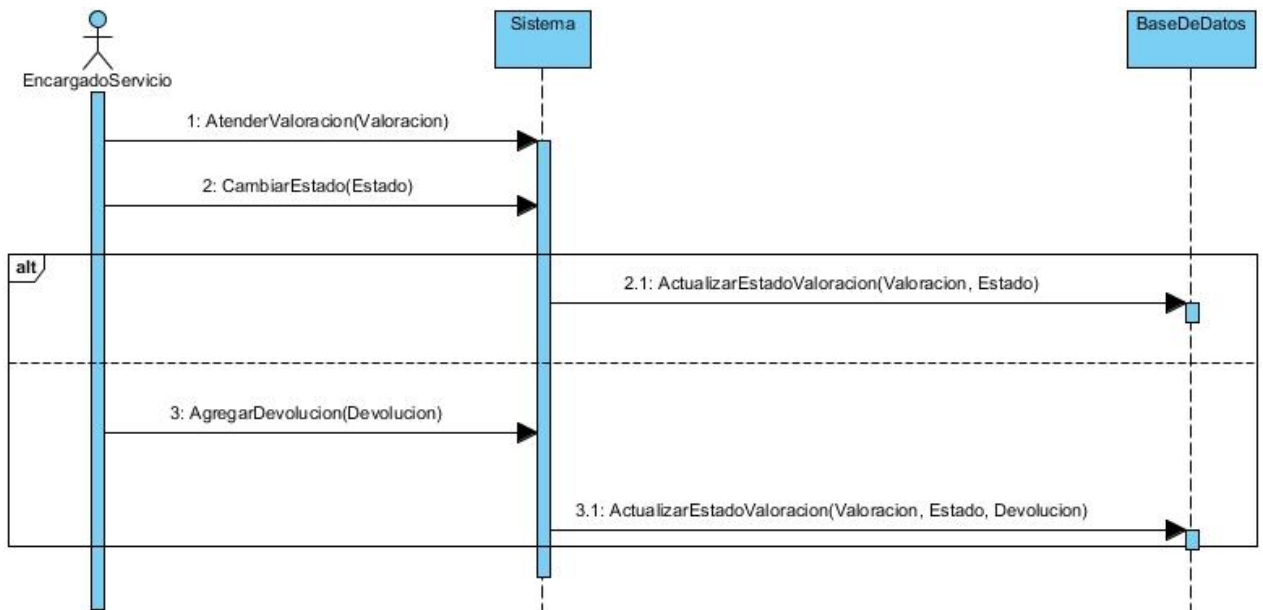 Sistema
BaseDeDatos
EncargadoServicio
1: AtenderValoracion(Valoracion)
2: CambiarEstado(Estado)
alt
2.1: ActualizarEstadoValoracion(Valoracion, Estado)
3: AgregarDevolucion(Devolucion)
3.1: ActualizarEstadoValoracion(Valoracion, Estado, Devolucion)